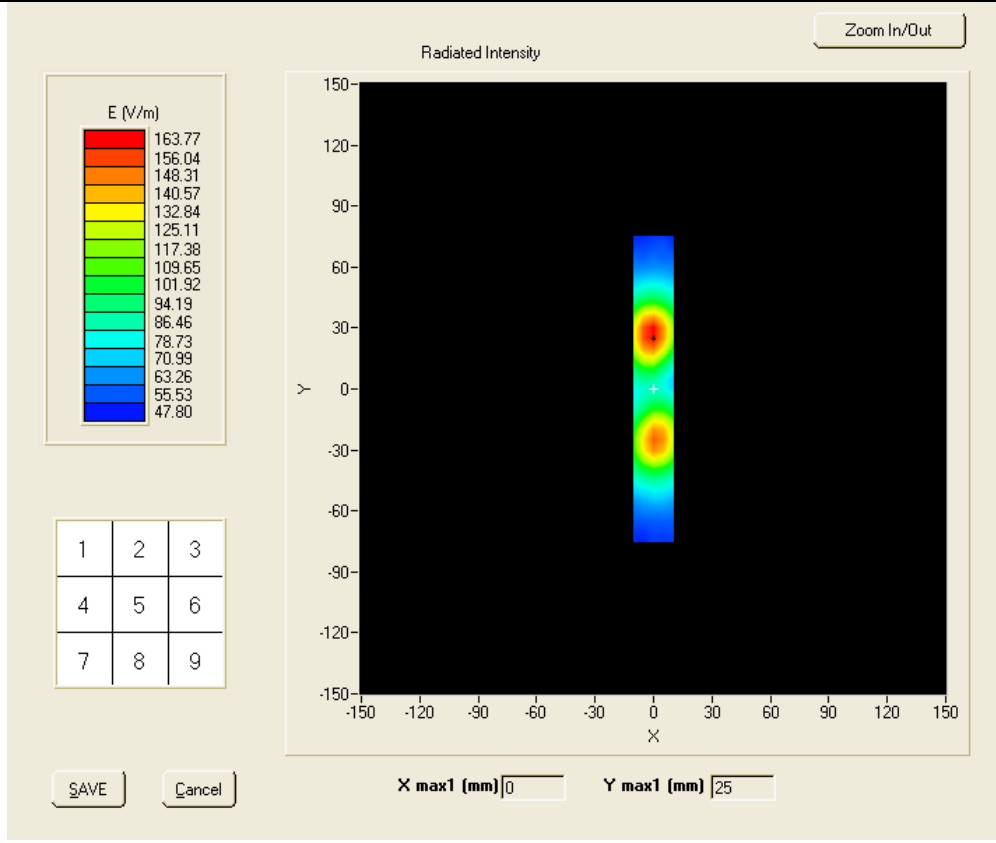 Zoom In/Out
Radiated Intensity
E (V/m)
163.77
156.04
148.31
140.57
132.84
125.11
117.38
109.65
101.92
94.19
86.46
78.73
70.99
63.26
55.53
47.80
1 2 3
4 5 6
7 8 9
SAVE Cancel
150
120
90
60
30
0
-30
-60
-90
-120
-150
Y
-150 -120 -90 -60 -30 0 30 60 90 120 150
X
X max1 (mm) 0 Y max1 (mm) 25